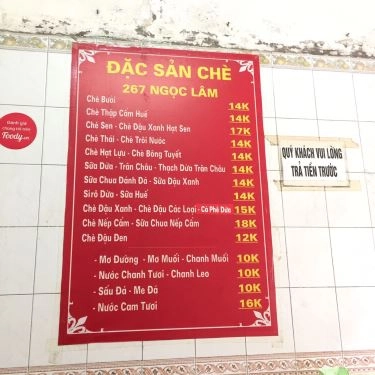 ĐẶC SẢN CHÈ
267 NGỌC LÂM
Chè Bưởi 14K
Chè Thập Cẩm Huế 14K
Chè Sen - Chè Đậu Xanh Hạt Sen 17K
Chè Thái - Chè Trôi Nước 14K
Chè Hạt Lựu - Chè Bông Tuyết 14K
Sữa Dừa - Trân Châu - Thạch Dừa Trân Châu 14K
Sữa Chua Đánh Đá - Sữa Đậu Xanh 14K
Sirô Dừa - Sữa Huế 14K
Chè Đậu Xanh - Chè Đậu Các Loại - Cà Phê Dừa 15K
Chè Nếp Cẩm - Sữa Chua Nếp Cẩm 18K
Chè Đậu Đen 12K
- Mơ Đường - Mơ Muối - Chanh Muối 10K
- Nước Chanh Tươi - Chanh Leo 10K
- Sấu Đá - Me Đá 10K
- Nước Cam Tươi 16K
Đánh giá
chúng tôi trên
Foody.vn
QUÝ KHÁCH VUI LÒNG
TRẢ TIỀN TRƯỚC